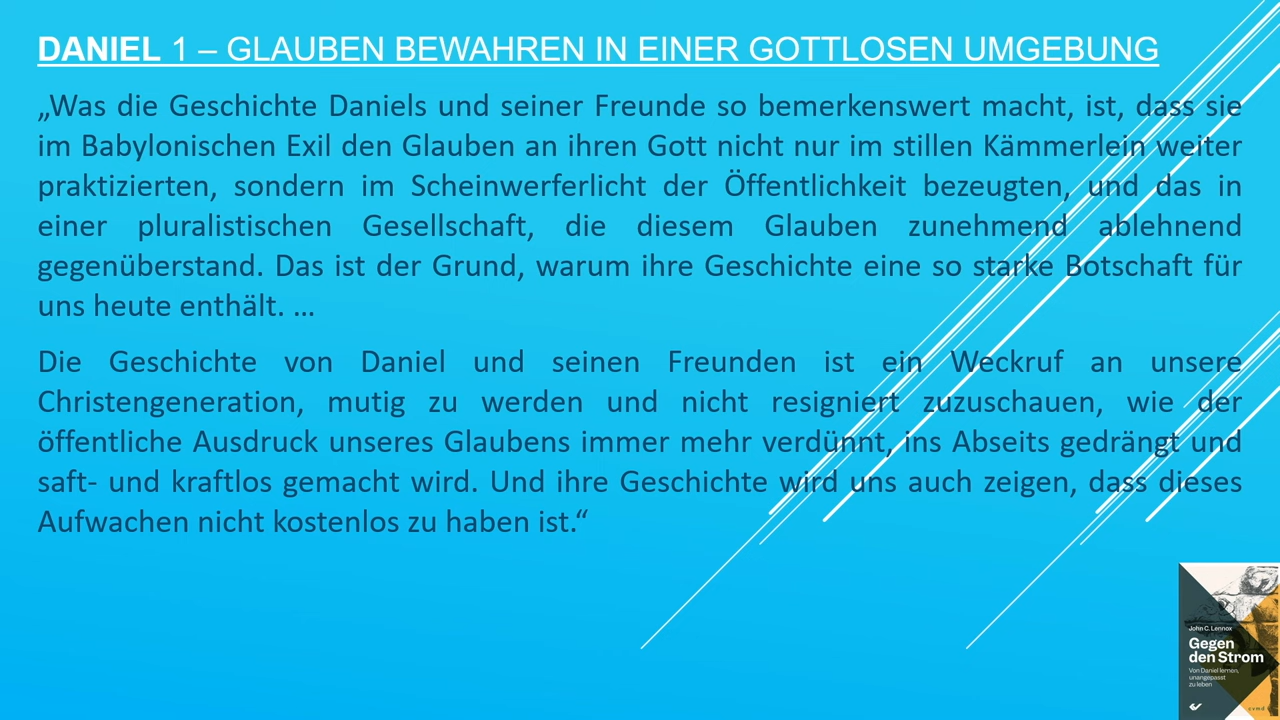 DANIEL 1 – GLAUBEN BEWAHREN IN EINER GOTTLOSEN UMGEBUNG
„Was die Geschichte Daniels und seiner Freunde so bemerkenswert macht, ist, dass sie
im Babylonischen Exil den Glauben an ihren Gott nicht nur im stillen Kämmerlein weiter
praktizierten, sondern im Scheinwerferlicht der Öffentlichkeit bezeugten, und das in
einer pluralistischen Gesellschaft, die diesem Glauben zunehmend ablehnend
gegenüberstand. Das ist der Grund, warum ihre Geschichte eine so starke Botschaft für
uns heute enthält. …
Die Geschichte von Daniel und seinen Freunden ist ein Weckruf an unsere
Christengeneration, mutig zu werden und nicht resigniert zuzuschauen, wie der
öffentliche Ausdruck unseres Glaubens immer mehr verdünnt, ins Abseits gedrängt und
saft- und kraftlos gemacht wird. Und ihre Geschichte wird uns auch zeigen, dass dieses
Aufwachen nicht kostenlos zu haben ist.“
John C. Lennox
Gegen
den Strom
Von Daniel lernen,
unangepasst
zu leben
cvmd